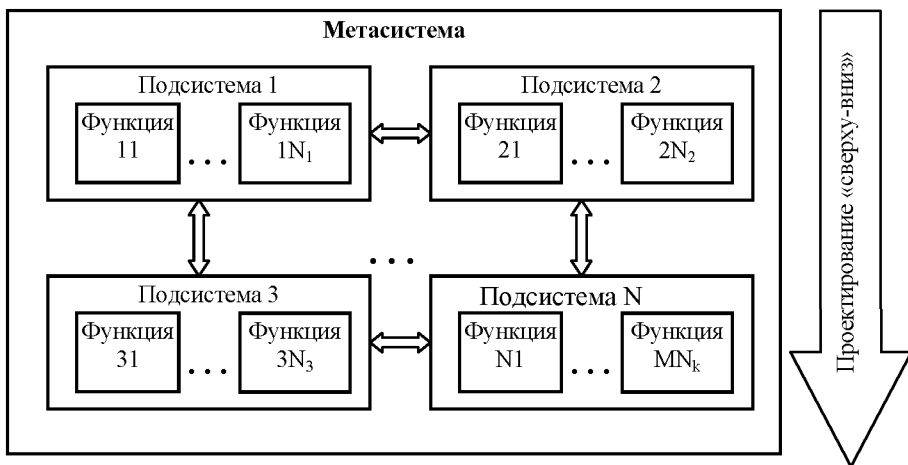 Метасистема
Подсистема 1
Функция
11
...
Функция
1N₁
Подсистема 2
Функция
21
...
Функция
2N₂
...
Подсистема 3
Функция
31
...
Функция
3N₃
Подсистема N
Функция
N1
...
Функция
MNₖ
Проектирование «сверху-вниз»